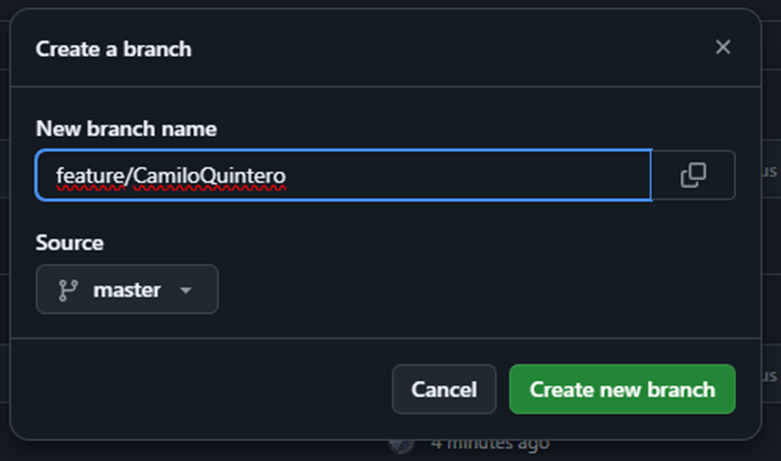 Create a branch
New branch name
feature/CamiloQuintero
us
Source
master
Cancel
Create new branch
us
4 minutes ago